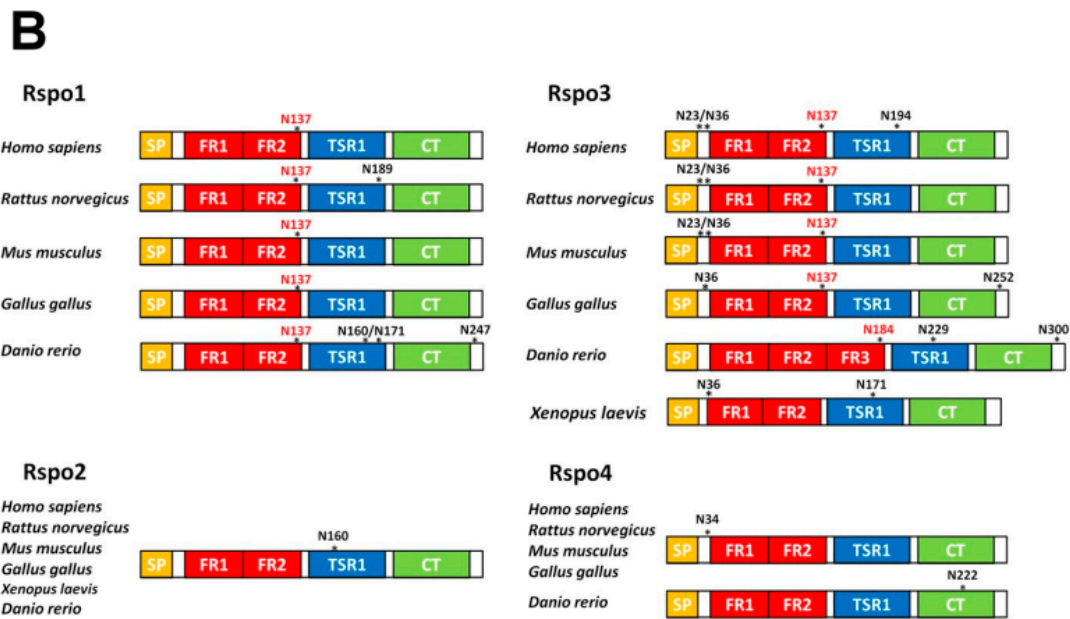 B
Rspo1
N137
Homo sapiens SP FR1 FR2 TSR1 CT
N137 N189
Rattus norvegicus SP FR1 FR2 TSR1 CT
N137
Mus musculus SP FR1 FR2 TSR1 CT
N137
Gallus gallus SP FR1 FR2 TSR1 CT
N137 N160/N171 N247
Danio rerio SP FR1 FR2 TSR1 CT
Rspo3
N23/N36 N137 N194
Homo sapiens SP FR1 FR2 TSR1 CT
N23/N36 N137
Rattus norvegicus SP FR1 FR2 TSR1 CT
N23/N36 N137
Mus musculus SP FR1 FR2 TSR1 CT
N36 N137 N252
Gallus gallus SP FR1 FR2 TSR1 CT
N184 N229 N300
Danio rerio SP FR1 FR2 FR3 TSR1 CT
N36 N171
Xenopus laevis SP FR1 FR2 TSR1 CT
Rspo2
Homo sapiens
Rattus norvegicus
N160
Mus musculus
Gallus gallus SP FR1 FR2 TSR1 CT
Xenopus laevis
Danio rerio
Rspo4
Homo sapiens
N34
Rattus norvegicus
Mus musculus SP FR1 FR2 TSR1 CT
Gallus gallus
N222
Danio rerio SP FR1 FR2 TSR1 CT